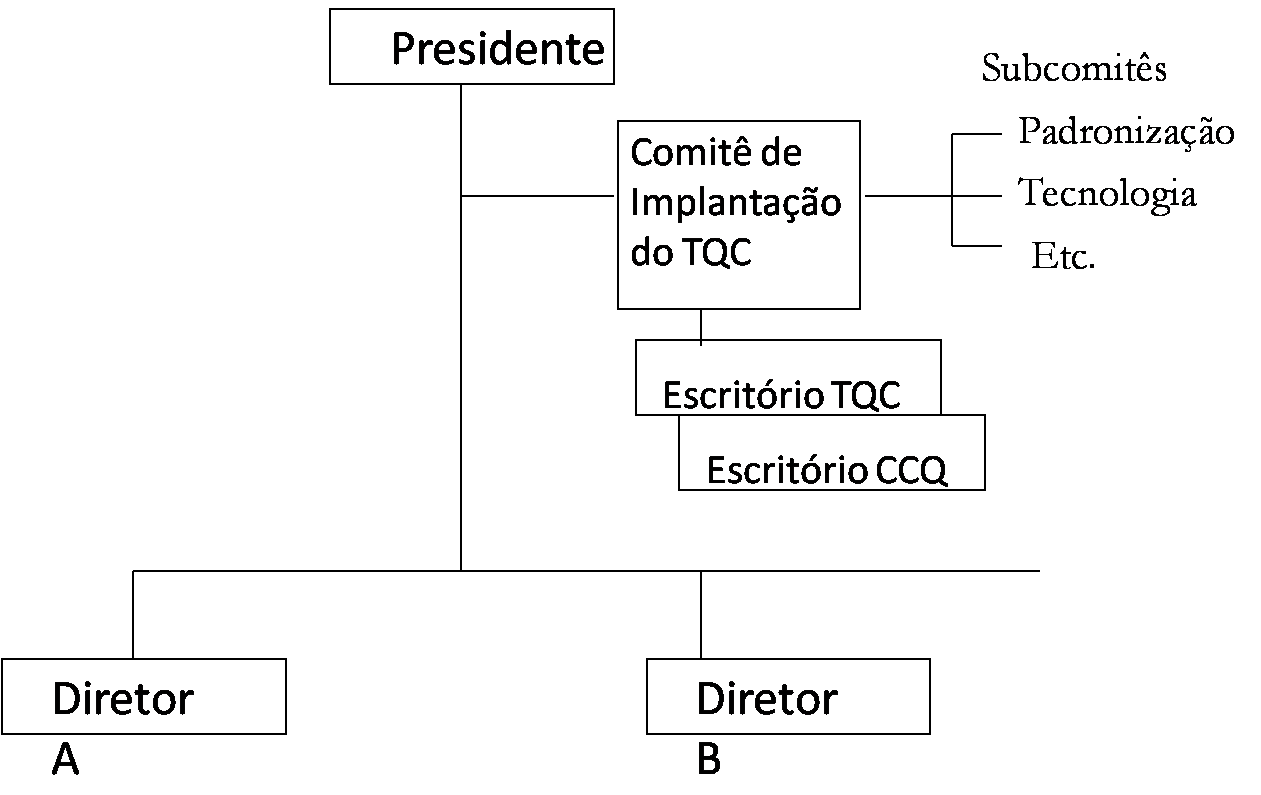 Presidente
Subcomitês
Padronização
Comitê de
Implantação
do TQC
Tecnologia
Etc.
Escritório TQC
Escritório CCQ
Diretor
A
Diretor
B